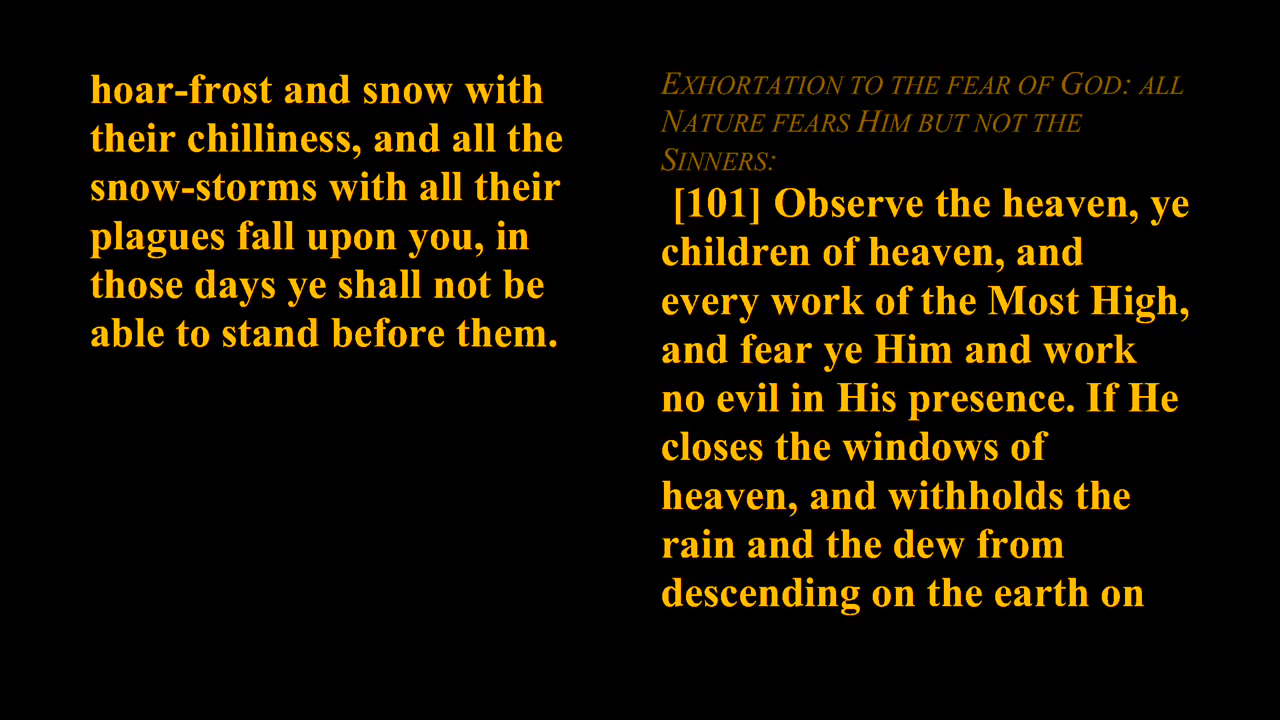 hoar-frost and snow with
their chilliness, and all the
snow-storms with all their
plagues fall upon you, in
those days ye shall not be
able to stand before them.
EXHORTATION TO THE FEAR OF GOD: ALL
NATURE FEARS HIM BUT NOT THE
SINNERS:
[101] Observe the heaven, ye
children of heaven, and
every work of the Most High,
and fear ye Him and work
no evil in His presence. If He
closes the windows of
heaven, and withholds the
rain and the dew from
descending on the earth on